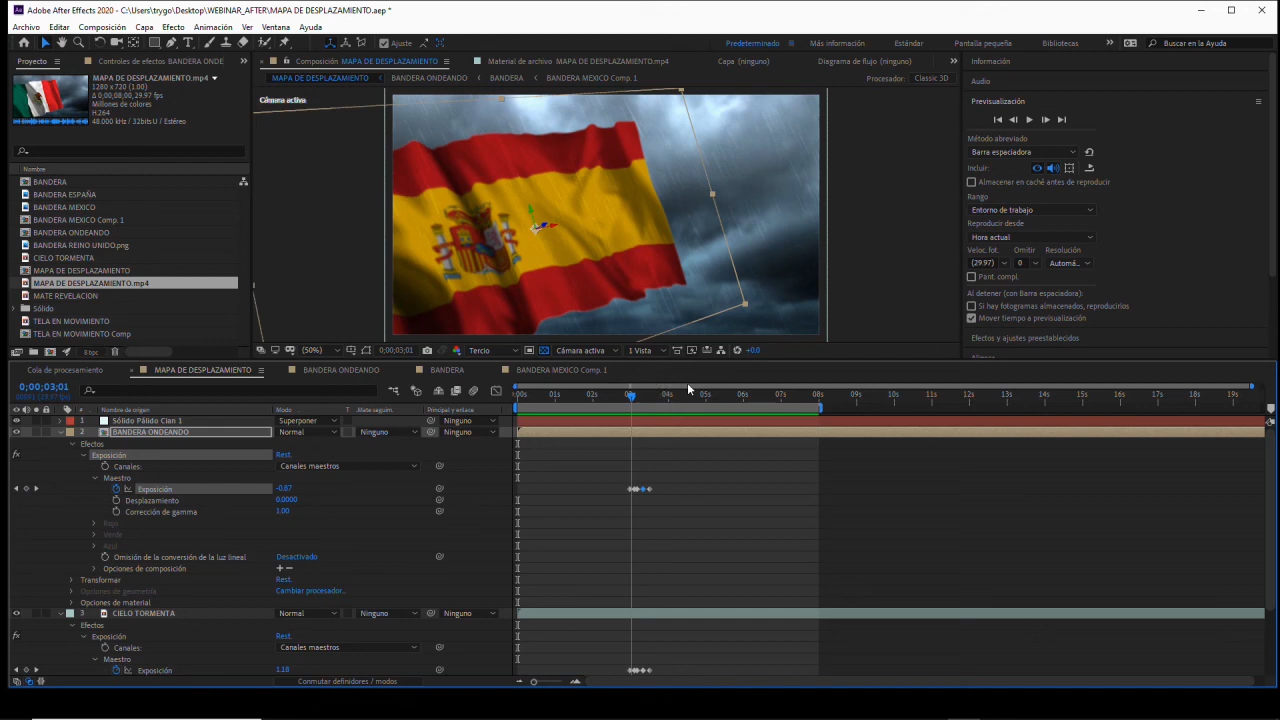 Adobe After Effects 2020 - C:\Users\trygo\Desktop\WEBINAR_AFTER\MAPA DE DESPLAZAMIENTO.aep *
Archivo Editar Composición Capa Efecto Animación Ver Ventana Ayuda
Ajuste Predeterminado Más información Estándar Pantalla pequeña Bibliotecas Buscar en la Ayuda
Proyecto
Controles de efectos BANDERA ONDE
MAPA DE DESPLAZAMIENTO.mp4
1280 x 720 (1.00)
Δ 0;00;08;00, 29.97 fps
Millones de colores
H.264
48.000 kHz / 32bits U / Estéreo
Nombre
BANDERA
BANDERA ESPAÑA
BANDERA MEXICO
BANDERA MEXICO Comp. 1
BANDERA ONDEANDO
BANDERA REINO UNIDO.png
CIELO TORMENTA
MAPA DE DESPLAZAMIENTO
MAPA DE DESPLAZAMIENTO.mp4
MATE REVELACION
Sólido
TELA EN MOVIMIENTO
TELA EN MOVIMIENTO Comp
8 bpc
Composición MAPA DE DESPLAZAMIENTO
Material de archivo MAPA DE DESPLAZAMIENTO.mp4
Capa (ninguno)
Diagrama de flujo (ninguno)
MAPA DE DESPLAZAMIENTO BANDERA ONDEANDO BANDERA BANDERA MEXICO Comp. 1
Procesador: Classic 3D
Cámara activa
(50%) 0;00;03;01 Tercio Cámara activa 1 Vista +0.0
Información
Audio
Previsualización
Método abreviado
Barra espaciadora
Incluir:
Almacenar en caché antes de reproducir
Rango
Entorno de trabajo
Reproducir desde
Hora actual
Veloc. fot. Omitir Resolución
(29.97) 0 Automá...
Pant. compl.
Al detener (con Barra espaciadora):
Si hay fotogramas almacenados, reproducirlos
Mover tiempo a previsualización
Efectos y ajustes preestablecidos
Cola de procesamiento MAPA DE DESPLAZAMIENTO BANDERA ONDEANDO BANDERA BANDERA MEXICO Comp. 1
0;00;03;01
00091 (29.97 fps)
:00s 01s 02s 04s 05s 06s 07s 08s 09s 10s 11s 12s 13s 14s 15s 16s 17s 18s 19s
# Nombre de origen Modo T .Mate seguim. Principal y enlace
1 Sólido Pálido Cian 1 Superponer Ninguno
2 BANDERA ONDEANDO Normal Ninguno Ninguno
Efectos
Exposición Rest.
Canales: Canales maestros
Maestro
Exposición -0.87
Desplazamiento 0.0000
Corrección de gamma 1.00
Rojo
Verde
Azul
Omisión de la conversión de la luz lineal Desactivado
Opciones de composición + −
Transformar Rest.
Opciones de geometría Cambiar procesador...
Opciones de material
3 CIELO TORMENTA Normal Ninguno Ninguno
Efectos
Exposición Rest.
Canales: Canales maestros
Maestro
Exposición 1.18
Conmutar definidores / modos